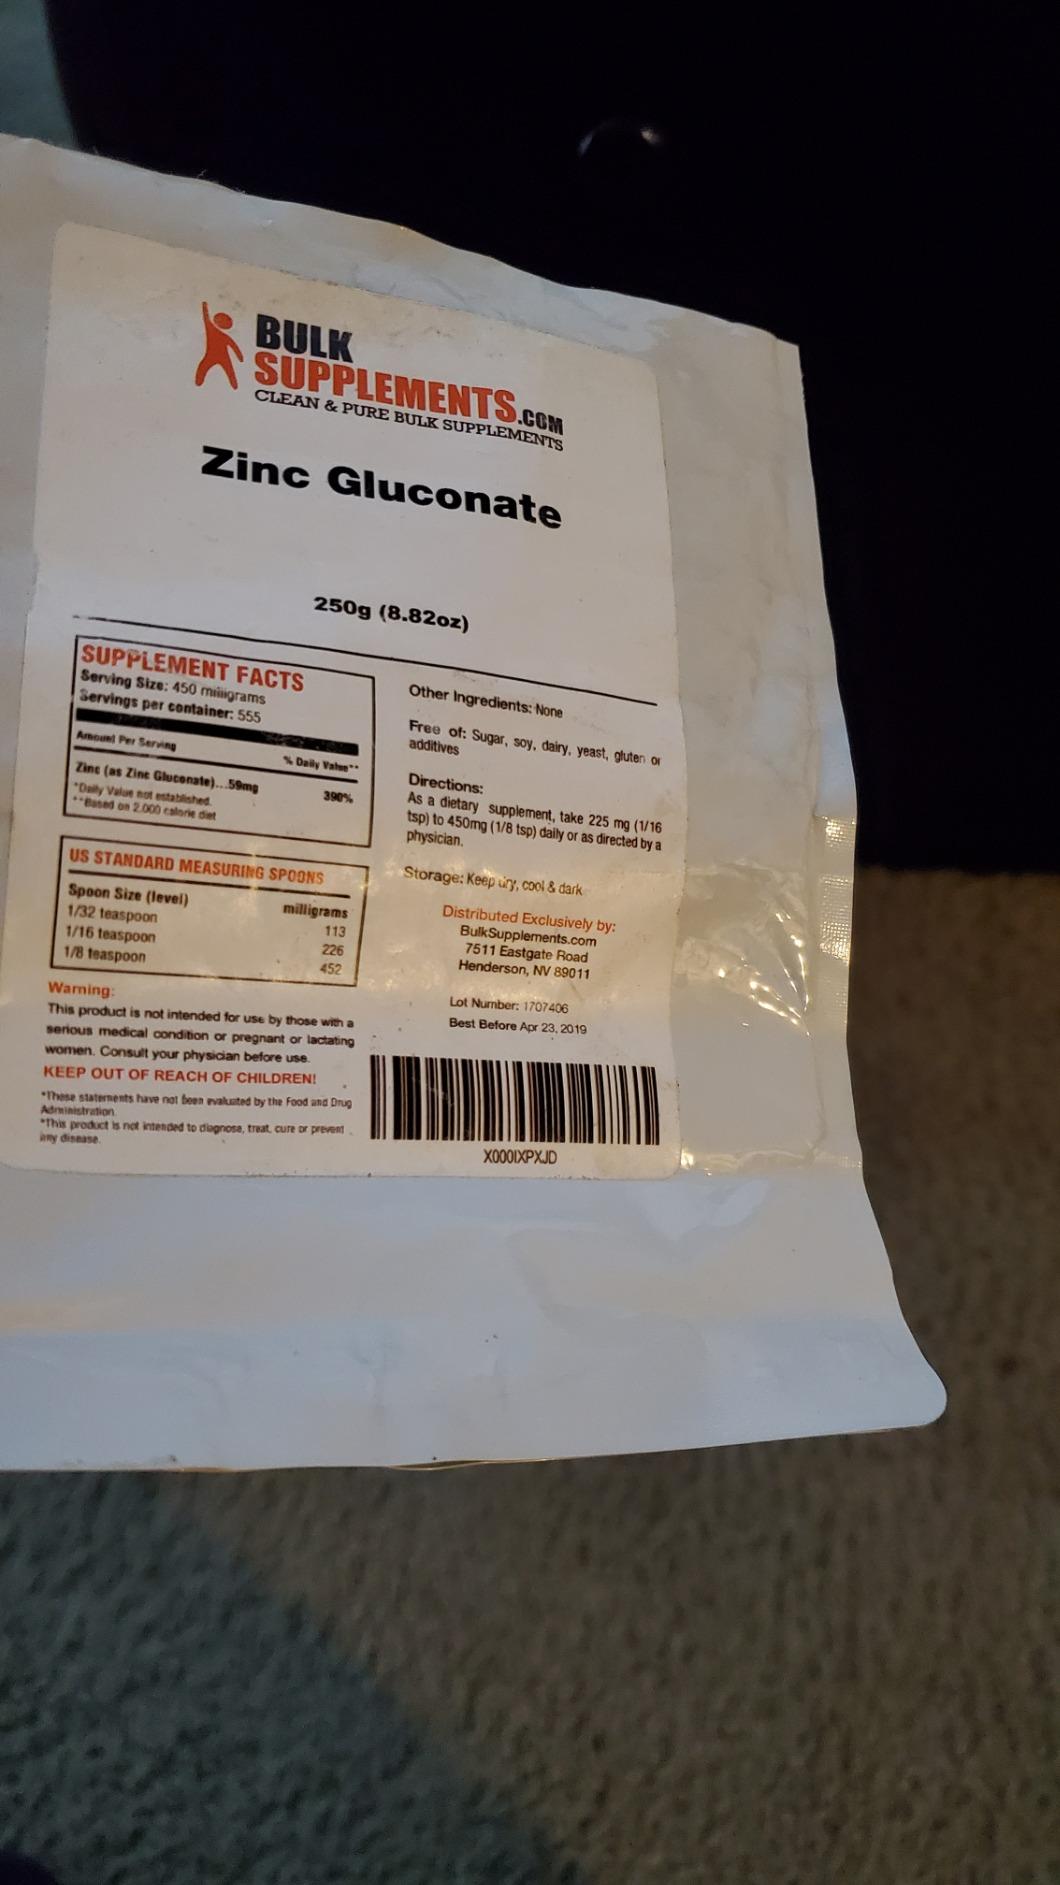 BULK
SUPPLEMENTS.COM
CLEAN & PURE BULK SUPPLEMENTS
Zinc Gluconate
250g (8.82oz)
SUPPLEMENT FACTS
Serving Size: 450 milligrams
Servings per container: 555
Amount Per Serving
% Daily Value**
Zinc (as Zinc Gluconate)...59mg 390%
*Daily Value not established.
**Based on 2,000 calorie diet
US STANDARD MEASURING SPOONS
Spoon Size (level) milligrams
1/32 teaspoon 113
1/16 teaspoon 226
1/8 teaspoon 452
Warning:
This product is not intended for use by those with a
serious medical condition or pregnant or lactating
women. Consult your physician before use.
KEEP OUT OF REACH OF CHILDREN!
*These statements have not been evaluated by the Food and Drug
Administration.
*This product is not intended to diagnose, treat, cure or prevent
any disease.
Other Ingredients: None
Free of: Sugar, soy, dairy, yeast, gluten or
additives
Directions:
As a dietary supplement, take 225 mg (1/16
tsp) to 450mg (1/8 tsp) daily or as directed by a
physician.
Storage: Keep dry, cool & dark
Distributed Exclusively by:
BulkSupplements.com
7511 Eastgate Road
Henderson, NV 89011
Lot Number: 1707406
Best Before Apr 23, 2019
X000IXPXJD